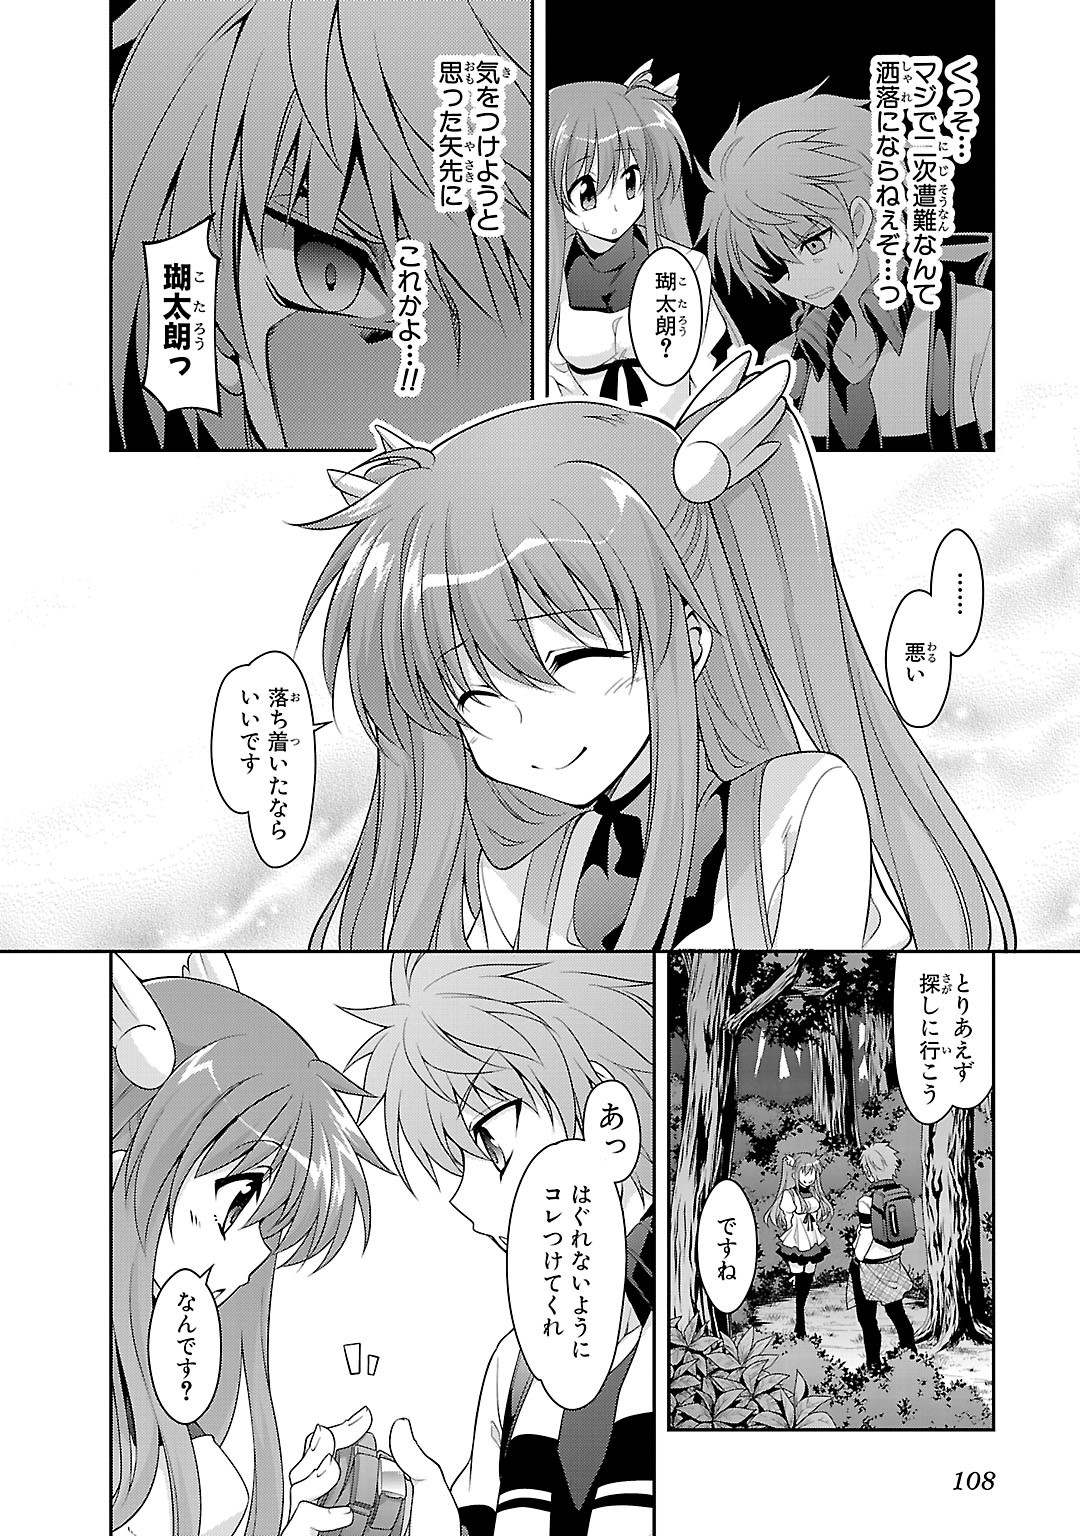 くっそ…
マジで二次遭難なんて
洒落にならねぇぞ…っ
瑚太朗？
気をつけようと
思った矢先に
これかよ…!!
瑚太朗っ
……
悪い
落ち着いたなら
いいです
とりあえず
探しに行こう
ですね
あっ
はぐれないように
コレつけてくれ
なんです？
108